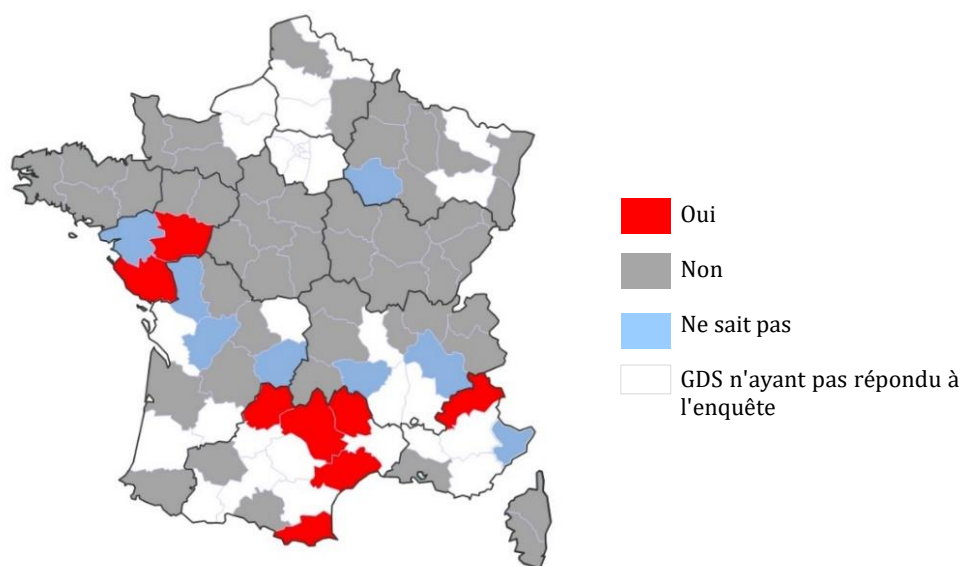 Oui
Non
Ne sait pas
GDS n'ayant pas répondu à
l'enquête